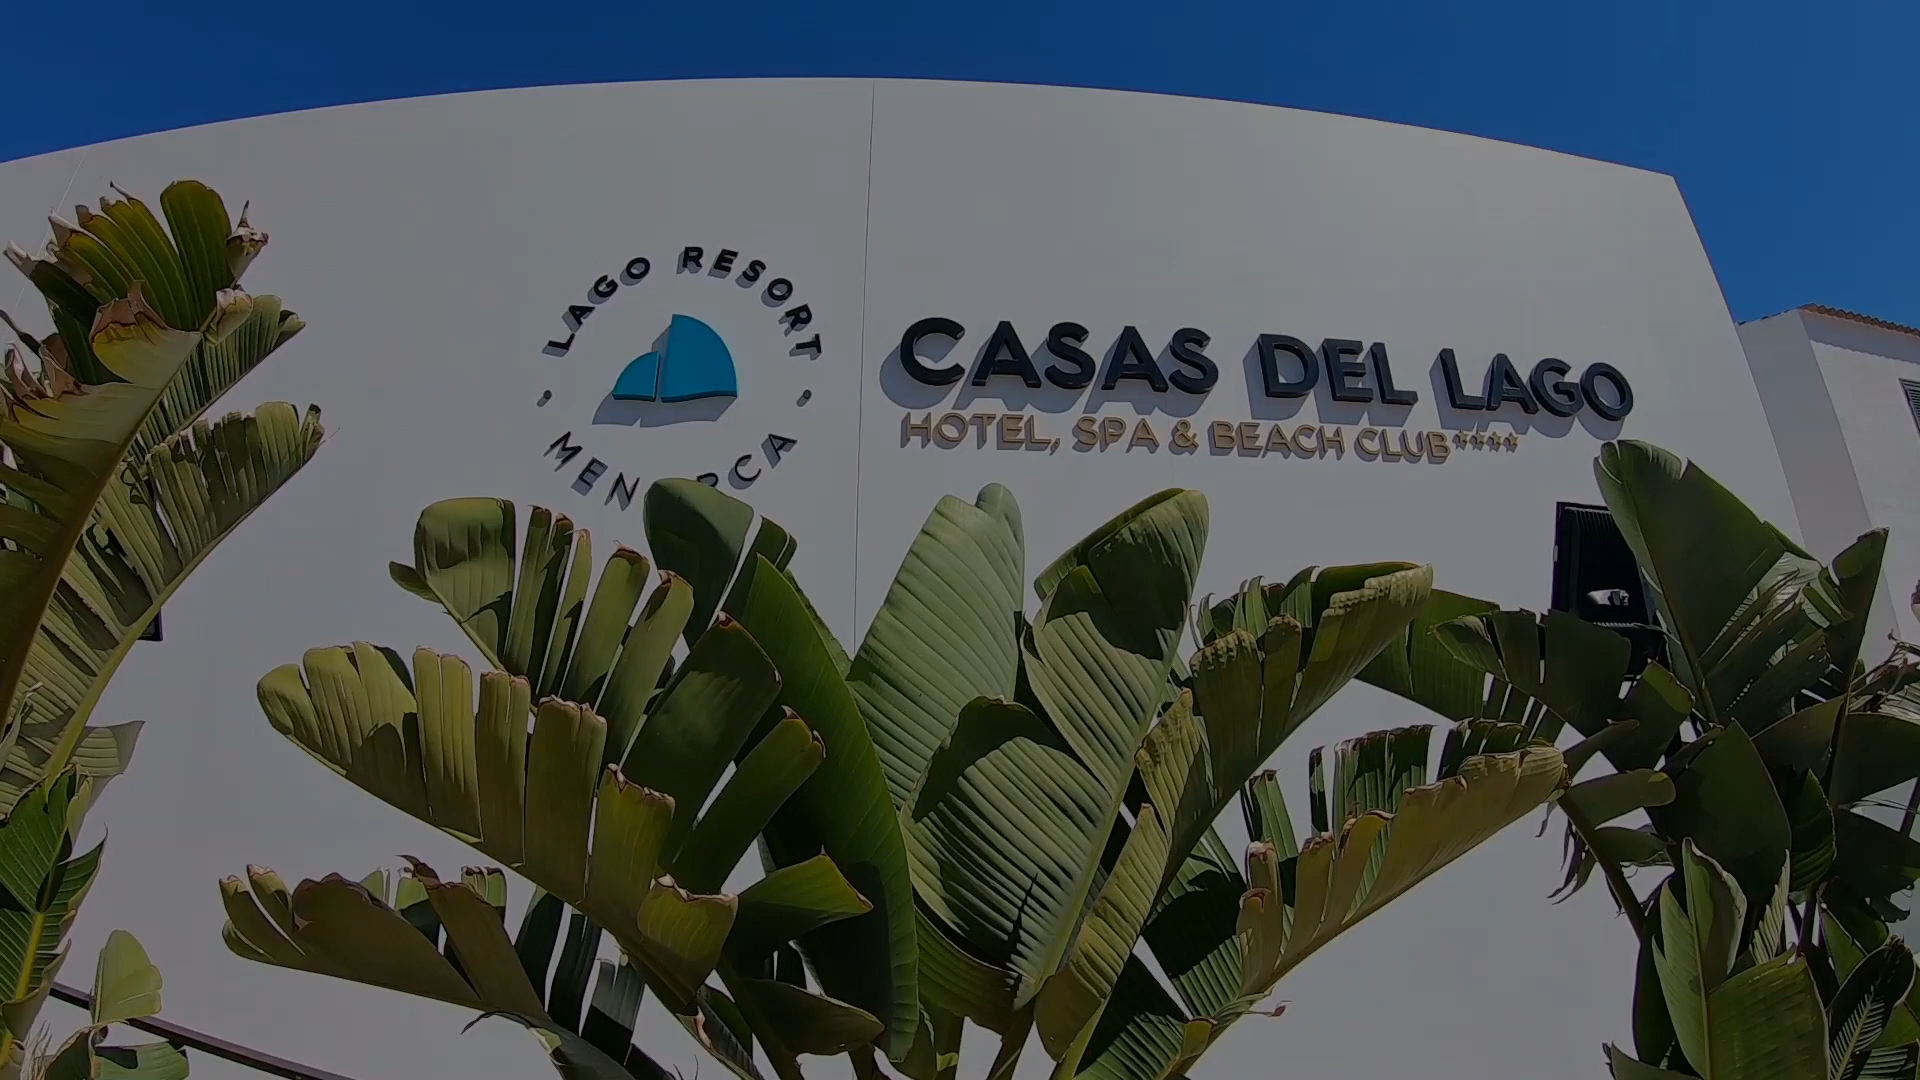 LAGO RESORT
CASAS DEL LAGO
HOTEL, SPA & BEACH CLUB****